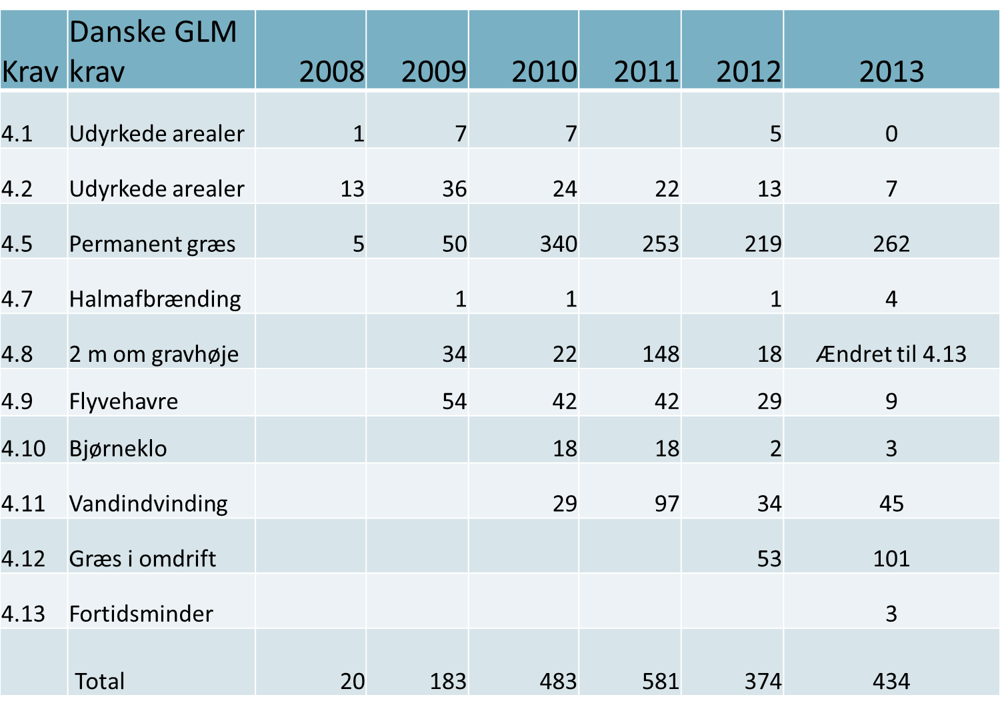 Krav Danske GLM krav 2008 2009 2010 2011 2012 2013
4.1 Udyrkede arealer 1 7 7 5 0
4.2 Udyrkede arealer 13 36 24 22 13 7
4.5 Permanent græs 5 50 340 253 219 262
4.7 Halmafbrænding 1 1 1 4
4.8 2 m om gravhøje 34 22 148 18 Ændret til 4.13
4.9 Flyvehavre 54 42 42 29 9
4.10 Bjørneklo 18 18 2 3
4.11 Vandindvinding 29 97 34 45
4.12 Græs i omdrift 53 101
4.13 Fortidsminder 3
Total 20 183 483 581 374 434